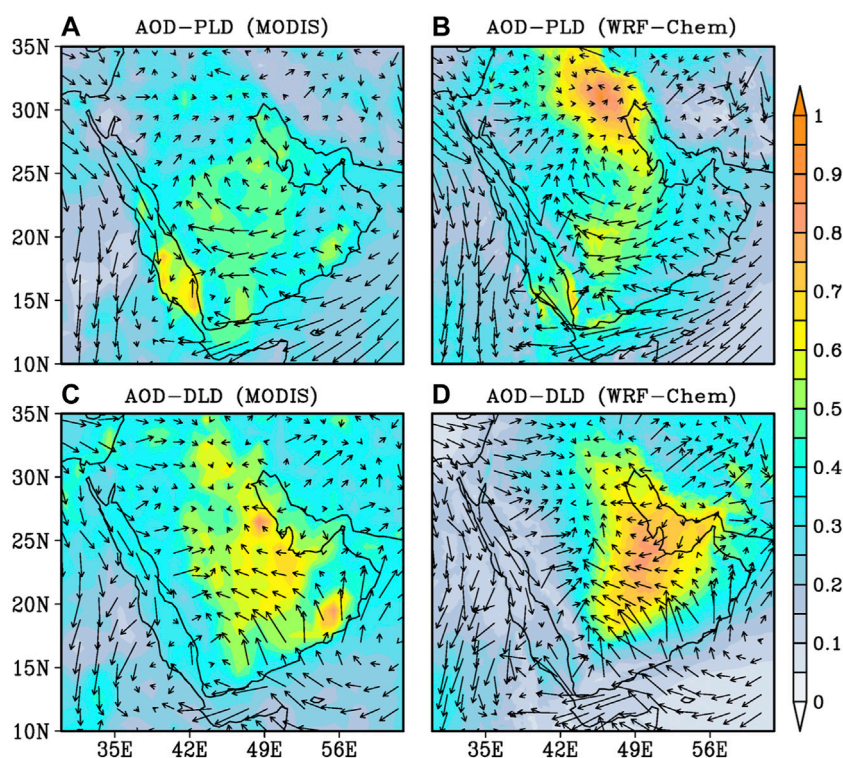 A AOD-PLD (MODIS)
B AOD-PLD (WRF-Chem)
35N
30N
25N
20N
15N
10N
C AOD-DLD (MODIS)
D AOD-DLD (WRF-Chem)
35N
30N
25N
20N
15N
10N
35E 42E 49E 56E
35E 42E 49E 56E
1
0.9
0.8
0.7
0.6
0.5
0.4
0.3
0.2
0.1
0